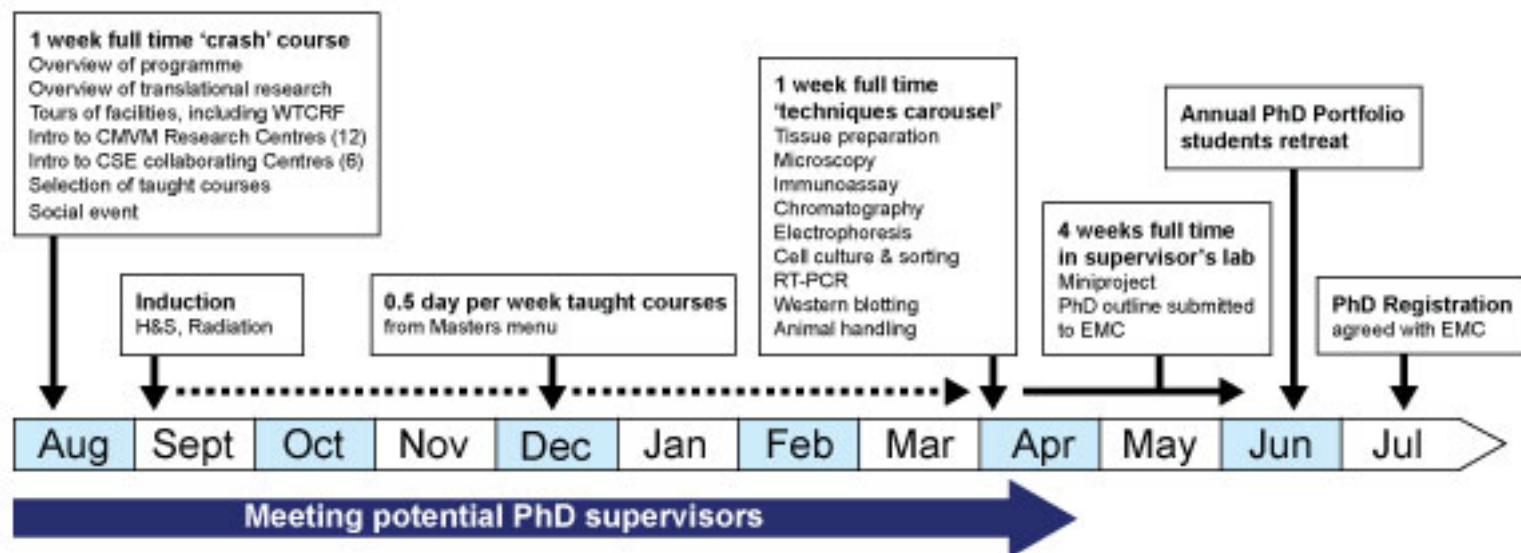 1 week full time ‘crash’ course
Overview of programme
Overview of translational research
Tours of facilities, including WTCRF
Intro to CMVM Research Centres (12)
Intro to CSE collaborating Centres (6)
Selection of taught courses
Social event
Induction
H&S, Radiation
0.5 day per week taught courses
from Masters menu
1 week full time
‘techniques carousel’
Tissue preparation
Microscopy
Immunoassay
Chromatography
Electrophoresis
Cell culture & sorting
RT-PCR
Western blotting
Animal handling
4 weeks full time
in supervisor’s lab
Miniproject
PhD outline submitted
to EMC
Annual PhD Portfolio
students retreat
PhD Registration
agreed with EMC
Aug Sept Oct Nov Dec Jan Feb Mar Apr May Jun Jul
Meeting potential PhD supervisors